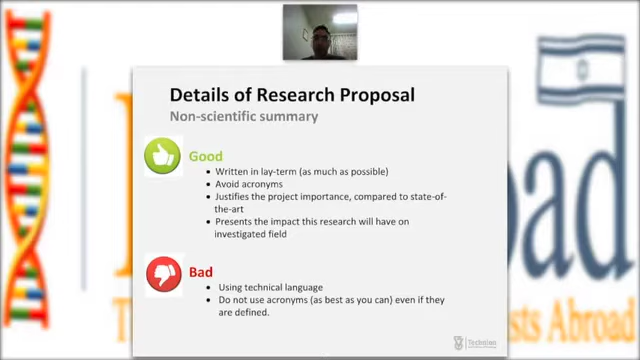 Details of Research Proposal
Non-scientific summary
Good
• Written in lay-term (as much as possible)
• Avoid acronyms
• Justifies the project importance, compared to state-of-
the-art
• Presents the impact this research will have on
investigated field
Bad
• Using technical language
• Do not use acronyms (as best as you can) even if they
are defined.
Technion
oad
sts Abroad